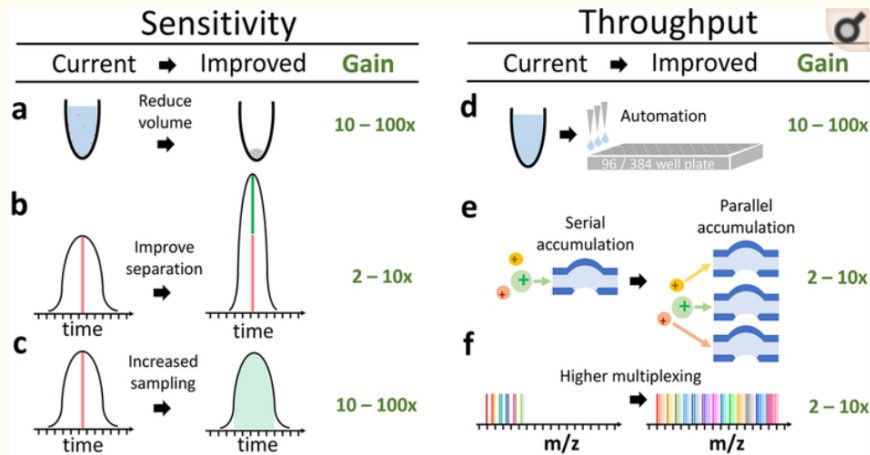 Sensitivity
Current → Improved Gain
a
Reduce
volume
10 – 100x
b
Improve
separation
2 – 10x
time
time
c
Increased
sampling
10 – 100x
time
time
Throughput
Current → Improved Gain
d
Automation
96 / 384 well plate
10 – 100x
e
Serial
accumulation
Parallel
accumulation
+
+
+
+
+
+
2 – 10x
f
Higher multiplexing
2 – 10x
m/z
m/z